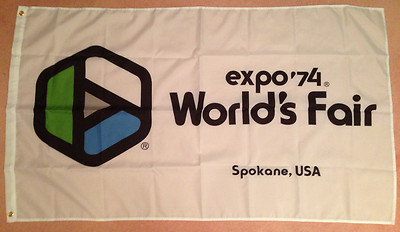 expo'74®
World's Fair
®
Spokane, USA